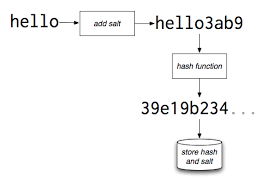 hello
add salt
hello3ab9
hash function
39e19b234...
store hash
and salt